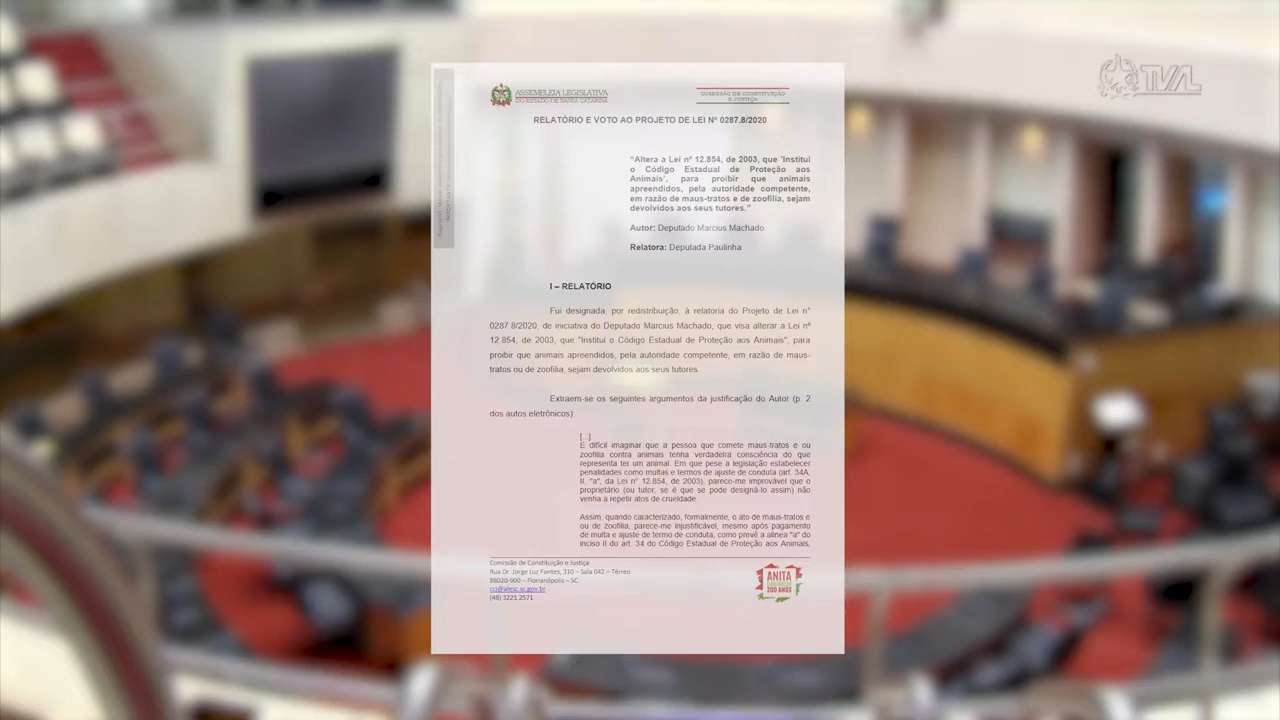 TVAL
ASSEMBLEIA LEGISLATIVA
DO ESTADO DE SANTA CATARINA
COMISSÃO DE CONSTITUIÇÃO
E JUSTIÇA
RELATÓRIO E VOTO AO PROJETO DE LEI Nº 0287.8/2020
"Altera a Lei nº 12.854, de 2003, que 'Institui
o Código Estadual de Proteção aos
Animais', para proibir que animais
apreendidos, pela autoridade competente,
em razão de maus-tratos e de zoofilia, sejam
devolvidos aos seus tutores."
Autor: Deputado Marcius Machado
Relatora: Deputada Paulinha
I – RELATÓRIO
Fui designada, por redistribuição, à relatoria do Projeto de Lei n°
0287.8/2020, de iniciativa do Deputado Marcius Machado, que visa alterar a Lei nº
12.854, de 2003, que "Institui o Código Estadual de Proteção aos Animais", para
proibir que animais apreendidos, pela autoridade competente, em razão de maus-
tratos ou de zoofilia, sejam devolvidos aos seus tutores.
Extraem-se os seguintes argumentos da justificação do Autor (p. 2
dos autos eletrônicos)
[...]
É difícil imaginar que a pessoa que comete maus-tratos e ou
zoofilia contra animais tenha verdadeira consciência do que
representa ter um animal. Em que pese a legislação estabelecer
penalidades como multas e termos de ajuste de conduta (art. 34A,
II, "a", da Lei n° 12.854, de 2003), parece-me improvável que o
proprietário (ou tutor, se é que se pode designá-lo assim) não
venha a repetir atos de crueldade
Assim, quando caracterizado, formalmente, o ato de maus-tratos e
ou de zoofilia, parece-me injustificável, mesmo após pagamento
de multa e ajuste de termo de conduta, como prevê a alínea "a" do
inciso II do art. 34 do Código Estadual de Proteção aos Animais,
Comissão de Constituição e Justiça
Rua Dr. Jorge Luz Fontes, 310 – Sala 042 – Térreo
88020-900 – Florianópolis – SC
ccj@alesc.sc.gov.br
(48) 3221.2571
ANITA
200 ANOS